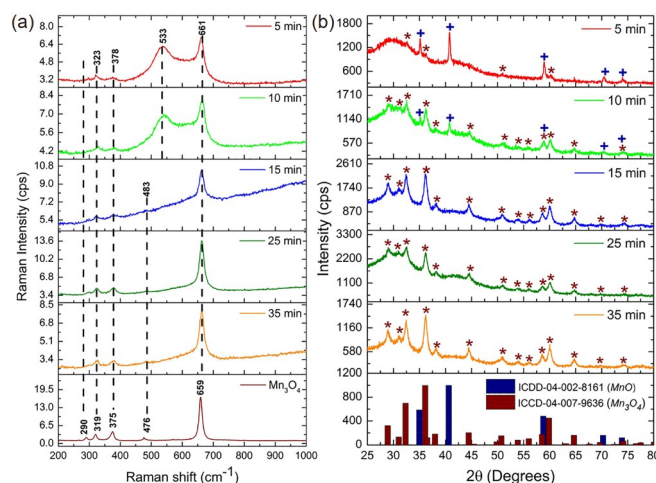 (a)
8.0
6.4
4.8
3.2
323
378
533
661
5 min
8.4
7.0
5.6
4.2
10 min
10.8
9.0
7.2
5.4
483
15 min
13.6
10.2
6.8
3.4
25 min
8.5
6.8
5.1
3.4
35 min
19.5
13.0
6.5
0.0
290
319
375
476
659
Mn3O4
200 300 400 500 600 700 800 900 1000
Raman shift (cm-1)
Raman Intensity (cps)
(b)
1800
1200
600
+ *
5 min
1710
1140
570
10 min
2610
1740
870
15 min
3300
2200
1100
25 min
1740
1160
580
35 min
1200
800
400
0
ICDD-04-002-8161 (MnO)
ICCD-04-007-9636 (Mn3O4)
25 30 35 40 45 50 55 60 65 70 75 80
2θ (Degrees)
Intensity (cps)